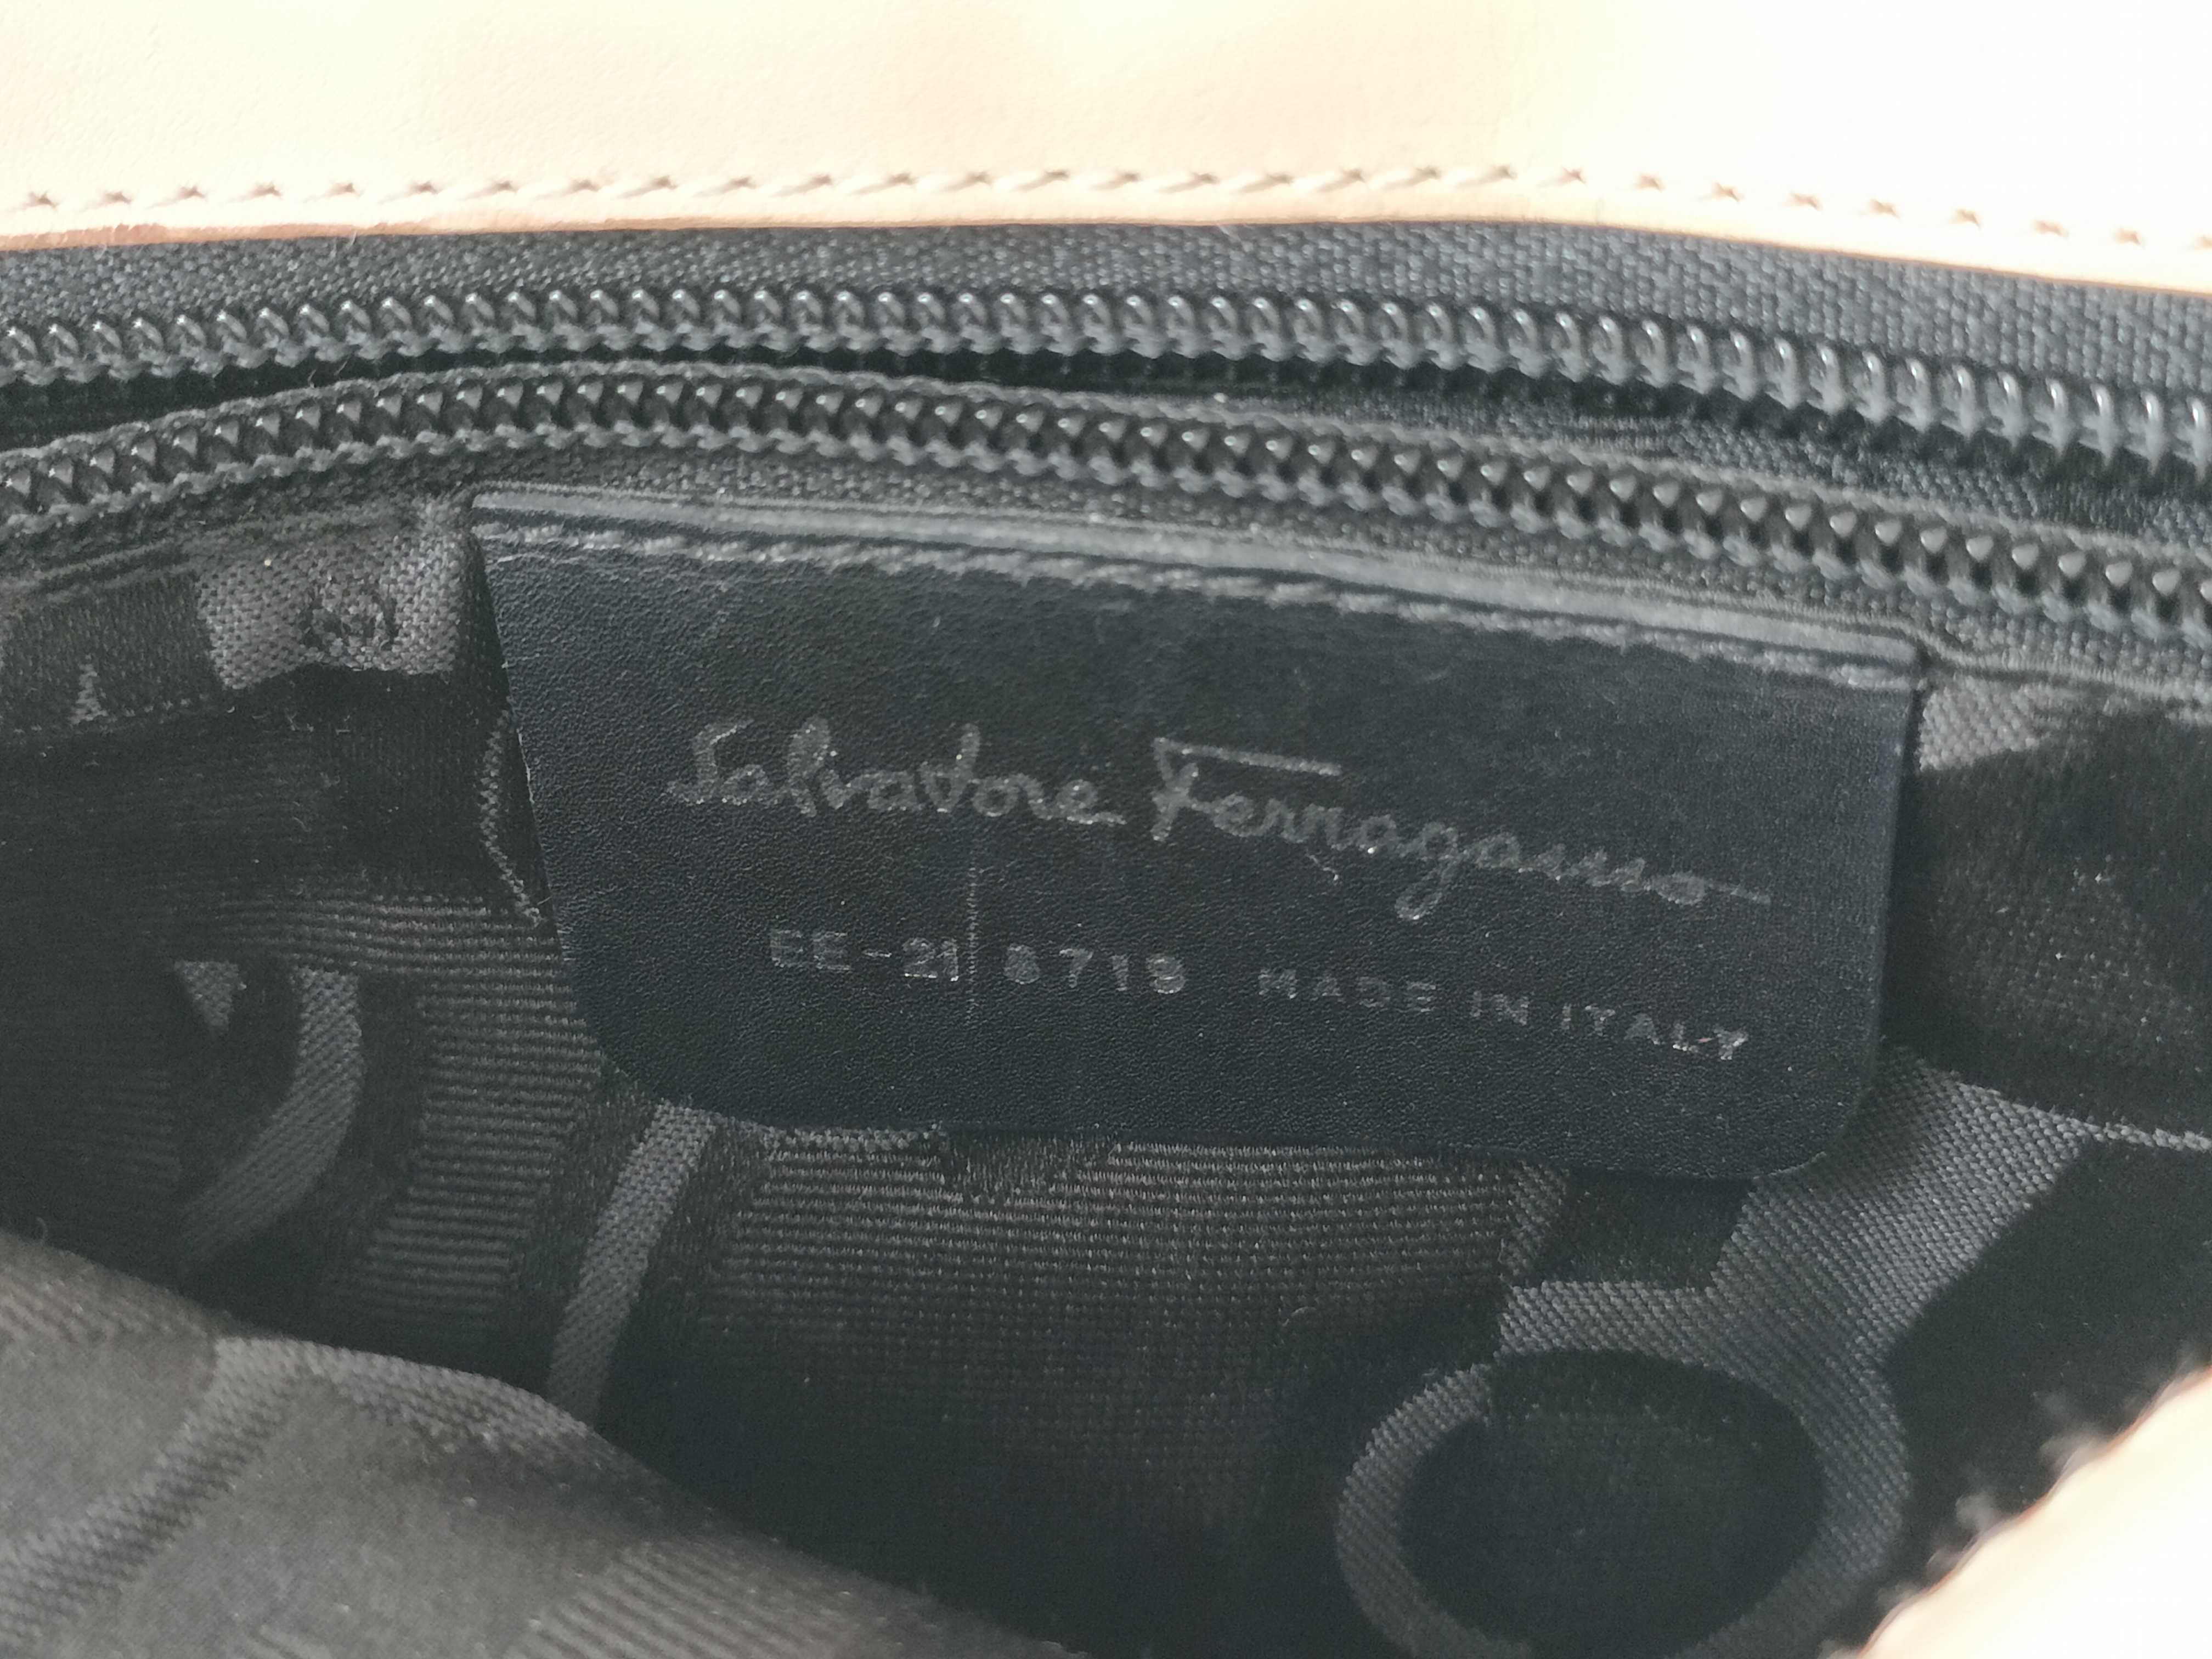 Salvatore Ferragamo
EE-21 8719 MADE IN ITALY